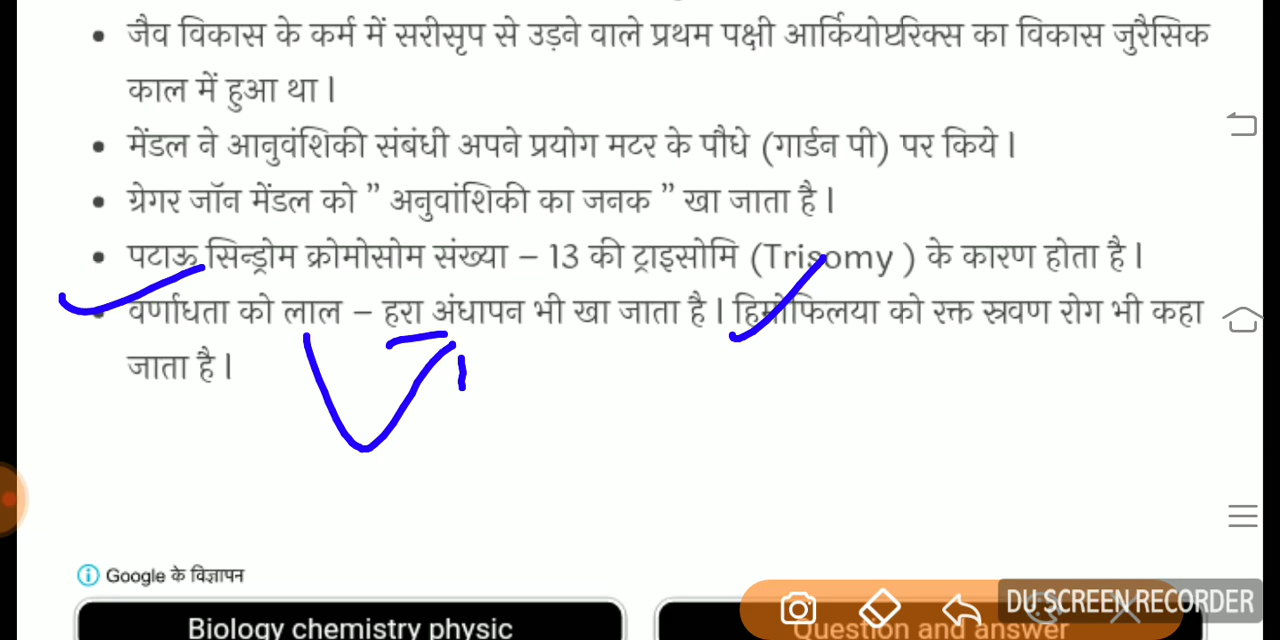 जैव विकास के कर्म में सरीसृप से उड़ने वाले प्रथम पक्षी आर्कियोप्टरिक्स का विकास जुरैसिक
काल में हुआ था |
मेंडल ने आनुवंशिकी संबंधी अपने प्रयोग मटर के पौधे (गार्डन पी) पर किये |
ग्रेगर जॉन मेंडल को ” अनुवांशिकी का जनक ” खा जाता है |
पटाऊ सिन्ड्रोम क्रोमोसोम संख्या – 13 की ट्राइसोमि (Trisomy ) के कारण होता है |
वर्णाधता को लाल – हरा अंधापन भी खा जाता है | हिमोफिलया को रक्त स्रवण रोग भी कहा
जाता है |
Google के विज्ञापन
Biology chemistry physic
Question and answer
DU SCREEN RECORDER